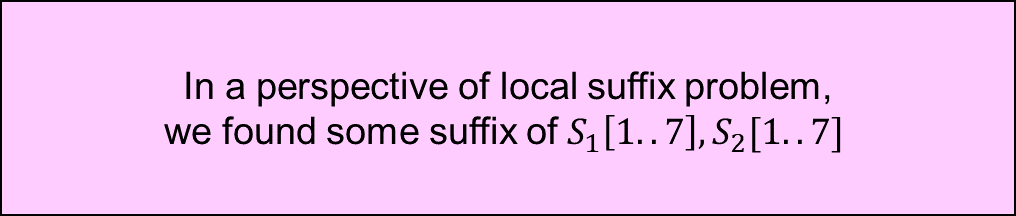 In a perspective of local suffix problem,
we found some suffix of S₁[1..7], S₂[1..7]